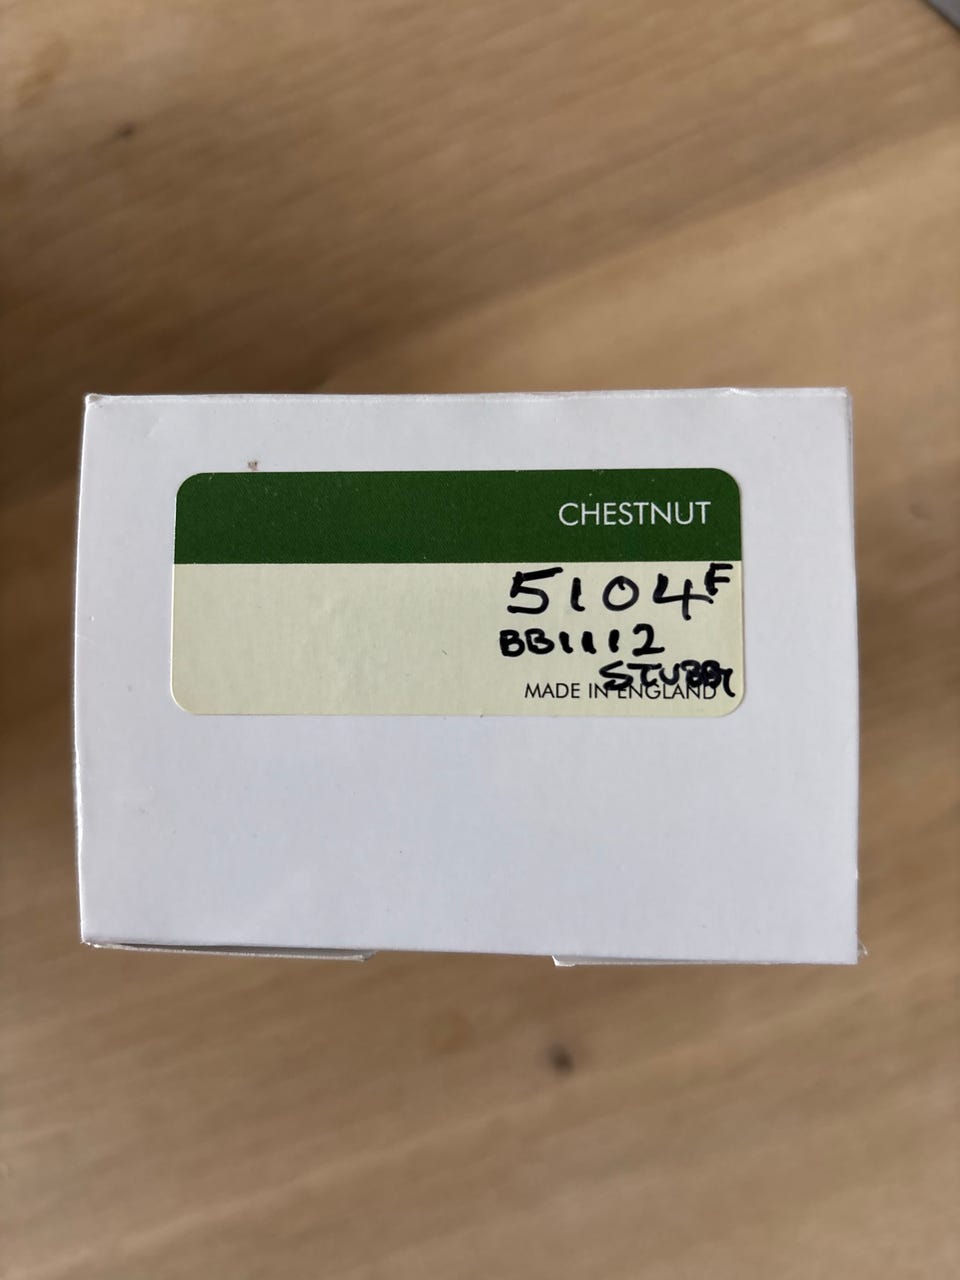 CHESTNUT
5104F
BB1112
STUBBY
MADE IN ENGLAND